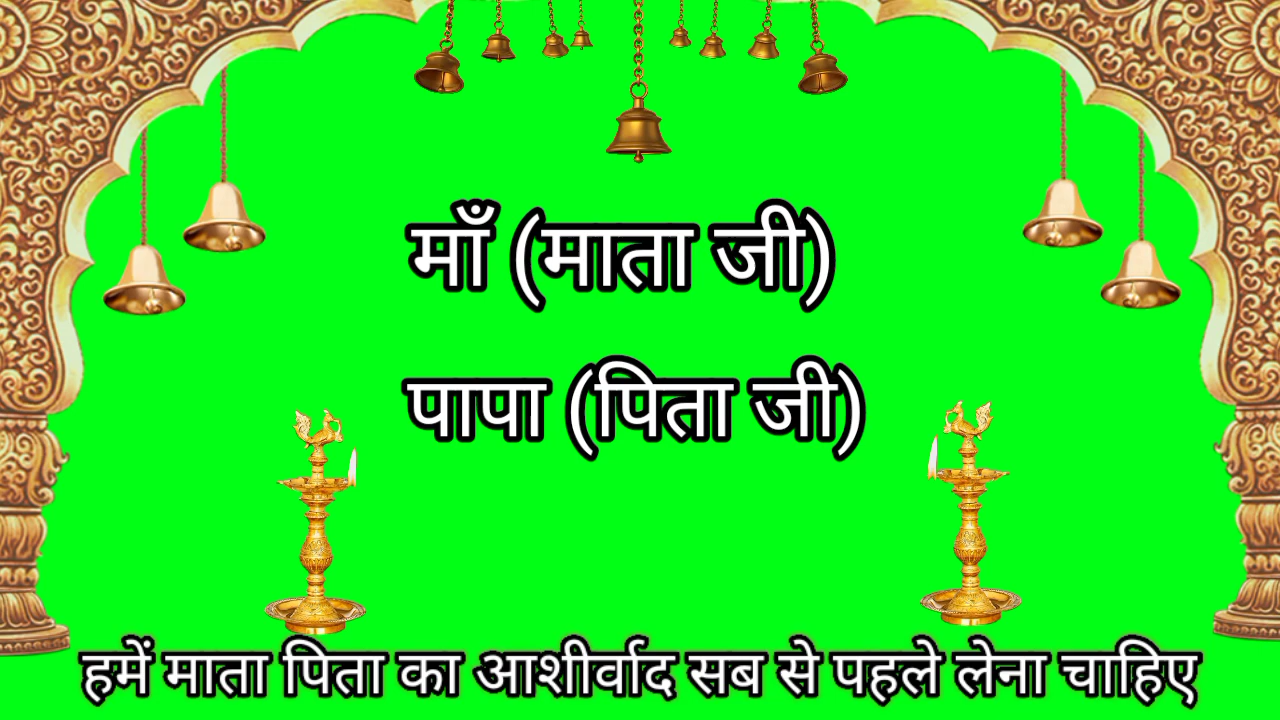 माँ (माता जी)
पापा (पिता जी)
हमें माता पिता का आशीर्वाद सब से पहले लेना चाहिए